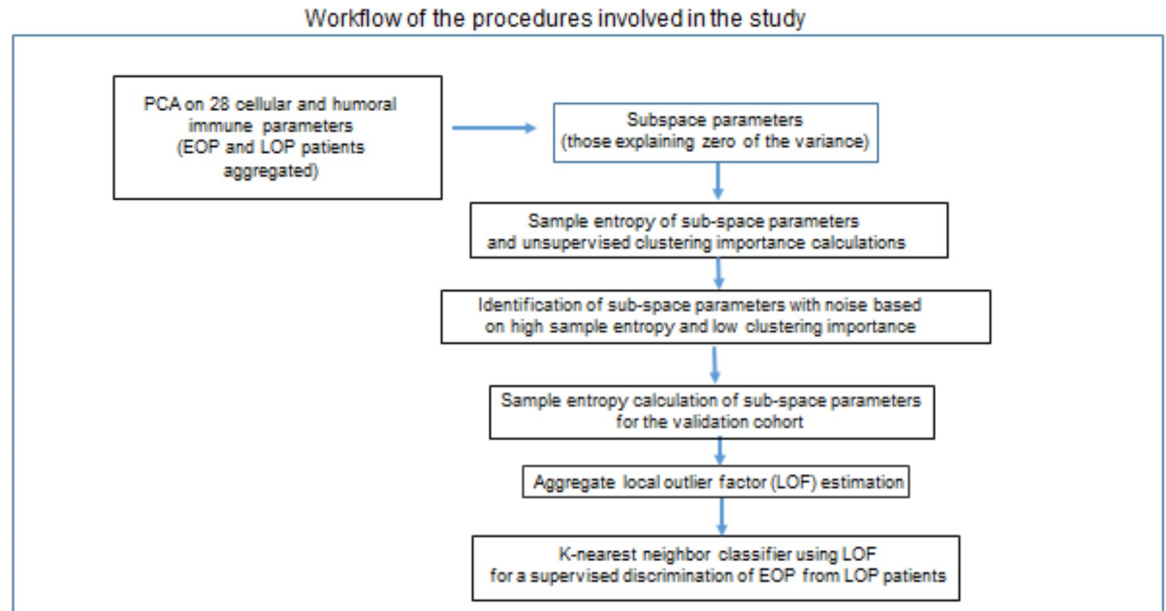 Workflow of the procedures involved in the study
PCA on 28 cellular and humoral
immune parameters
(EOP and LOP patients
aggregated)
Subspace parameters
(those explaining zero of the variance)
Sample entropy of sub-space parameters
and unsupervised clustering importance calculations
Identification of sub-space parameters with noise based
on high sample entropy and low clustering importance
Sample entropy calculation of sub-space parameters
for the validation cohort
Aggregate local outlier factor (LOF) estimation
K-nearest neighbor classifier using LOF
for a supervised discrimination of EOP from LOP patients